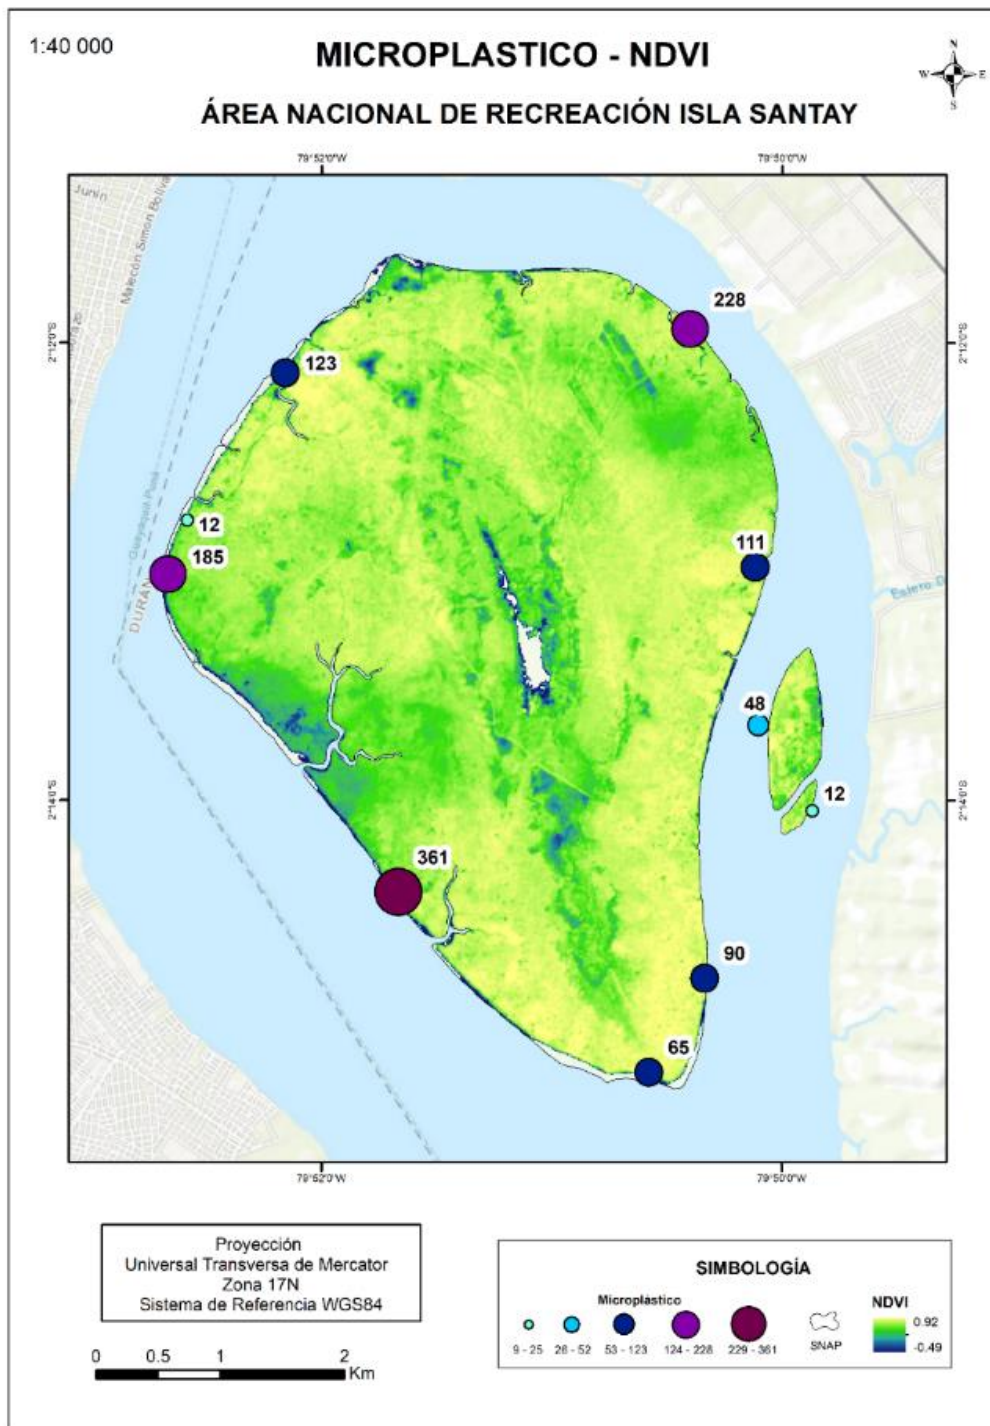 1:40 000
MICROPLASTICO - NDVI
ÁREA NACIONAL DE RECREACIÓN ISLA SANTAY
N
W E
S
79°52'0"W 79°50'0"W
Junín
Malecón Simón Bolívar
228
2°12'0"S 2°12'0"S
123
12
Guayaquil
185
111
DURÁN
Estero D
48
12
2°14'0"S 2°14'0"S
361
90
65
79°52'0"W 79°50'0"W
Proyección
Universal Transversa de Mercator
Zona 17N
Sistema de Referencia WGS84
0 0.5 1 2
Km
SIMBOLOGÍA
Microplástico
9 - 25 26 - 52 53 - 123 124 - 228 229 - 361
SNAP
NDVI
0.92
-0.49